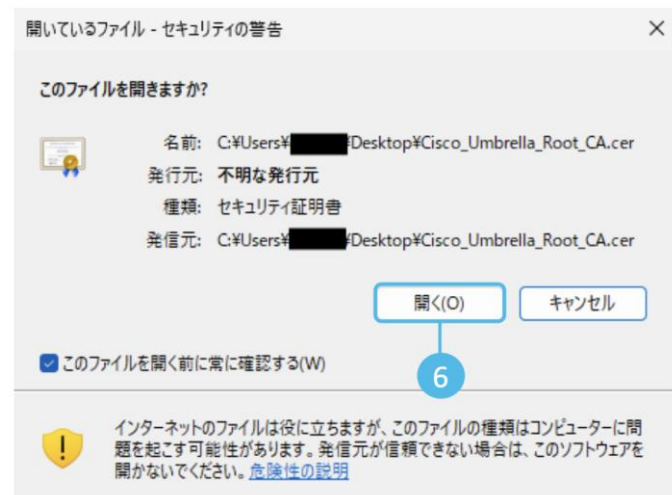 開いているファイル - セキュリティの警告
このファイルを開きますか?
名前: C:¥Users¥ ¥Desktop¥Cisco_Umbrella_Root_CA.cer
発行元: 不明な発行元
種類: セキュリティ証明書
発信元: C:¥Users¥ ¥Desktop¥Cisco_Umbrella_Root_CA.cer
開く(O) キャンセル
このファイルを開く前に常に確認する(W)
6
インターネットのファイルは役に立ちますが、このファイルの種類はコンピューターに問
題を起こす可能性があります。発信元が信頼できない場合は、このソフトウェアを
開かないでください。危険性の説明